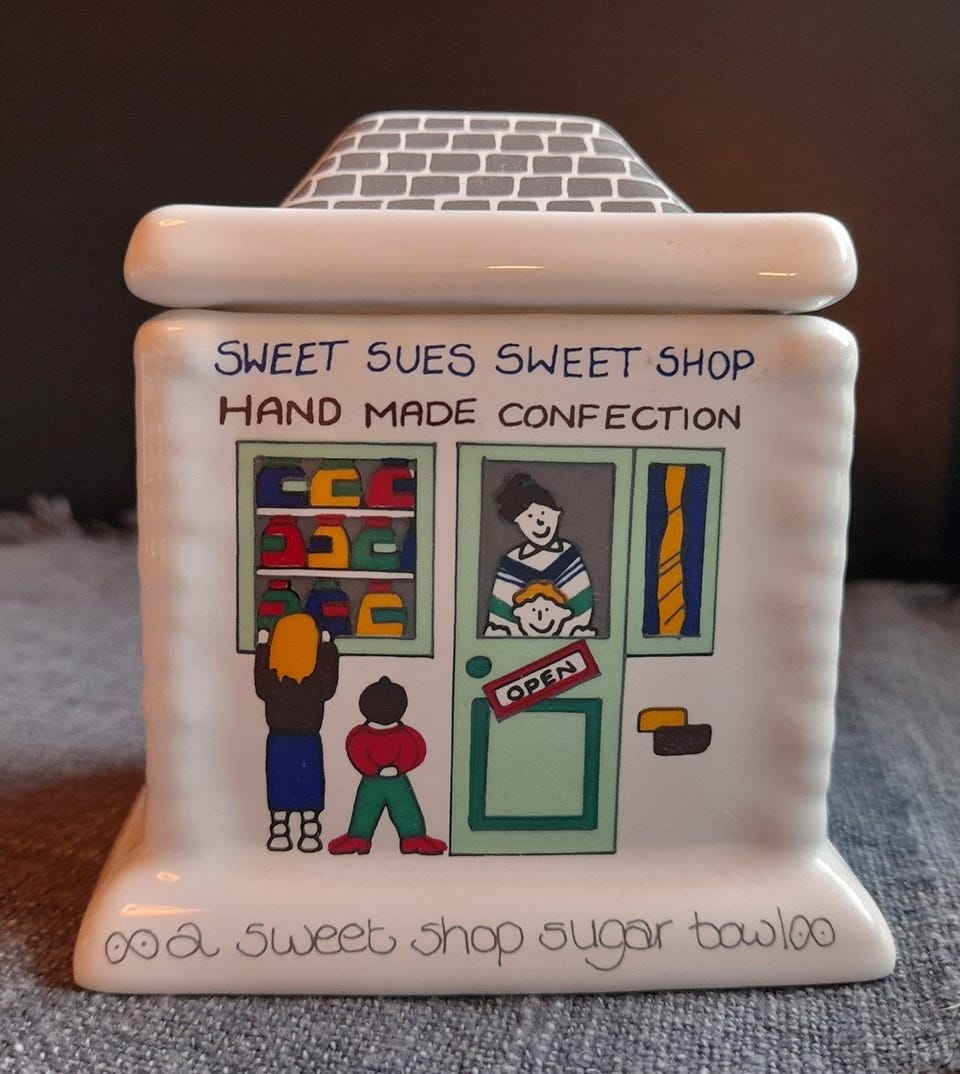 SWEET SUES SWEET SHOP
HAND MADE CONFECTION
OPEN
a sweet shop sugar bowl